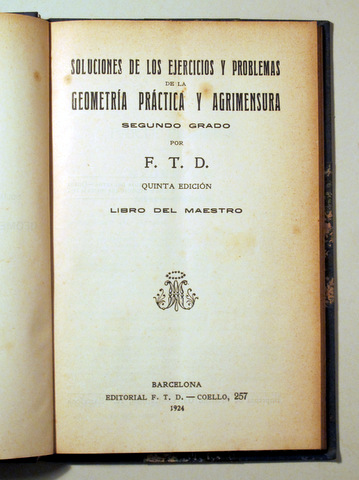 SOLUCIONES DE LOS EJERCICIOS Y PROBLEMAS
DE LA
GEOMETRÍA PRÁCTICA Y AGRIMENSURA
SEGUNDO GRADO
POR
F. T. D.
QUINTA EDICIÓN
LIBRO DEL MAESTRO
BARCELONA
EDITORIAL F. T. D. — COELLO, 257
1924